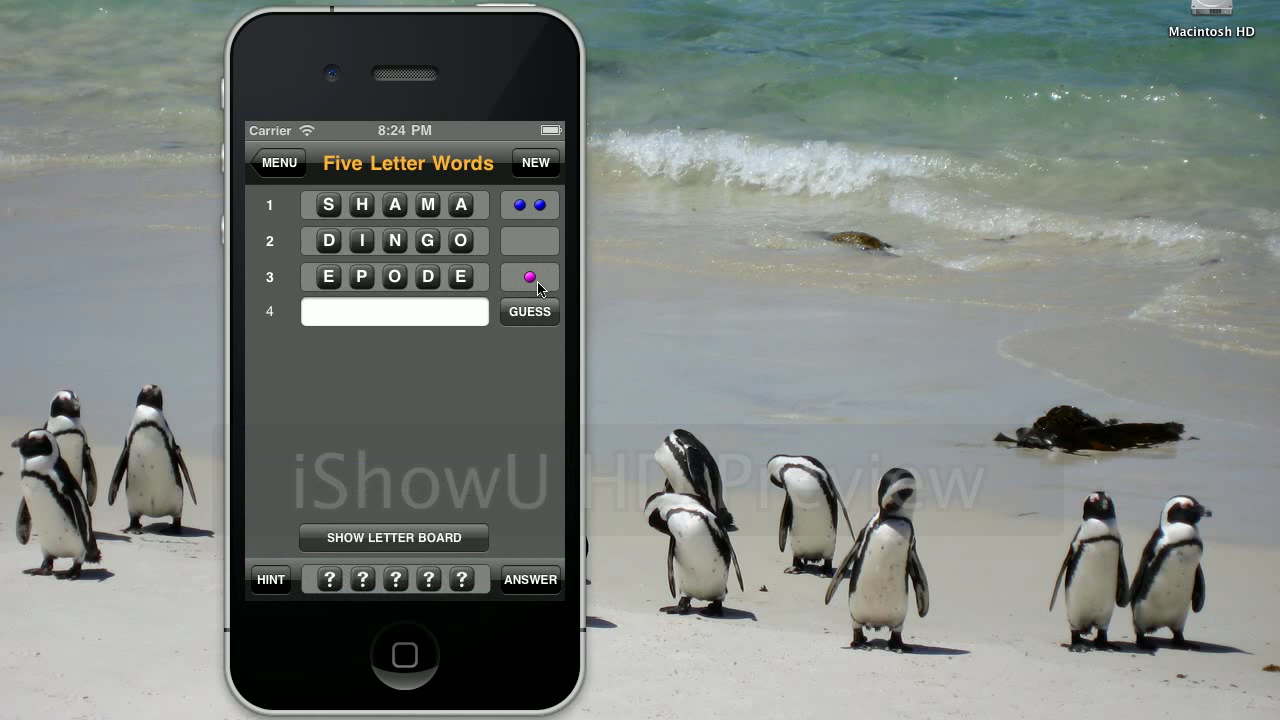 Macintosh HD
Carrier 8:24 PM
MENU Five Letter Words NEW
1 S H A M A
2 D I N G O
3 E P O D E
4 GUESS
iShowU HD Preview
SHOW LETTER BOARD
HINT ? ? ? ? ? ANSWER